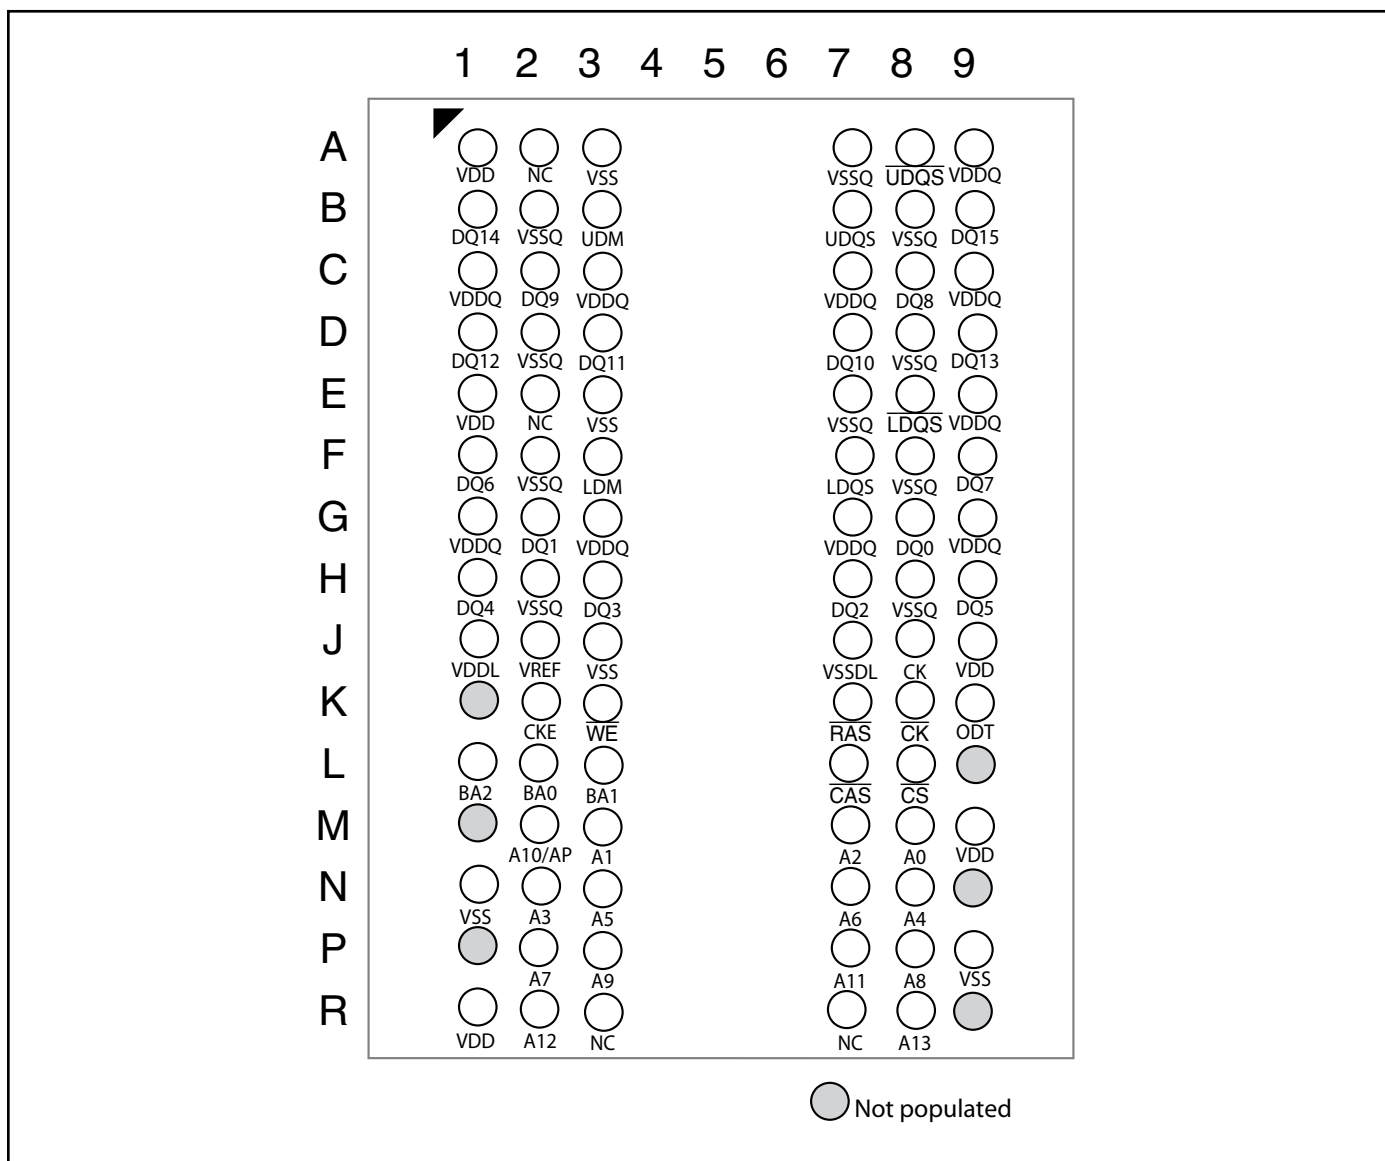 1 2 3 4 5 6 7 8 9
A
VDD NC VSS VSSQ UDQS VDDQ
B
DQ14 VSSQ UDM UDQS VSSQ DQ15
C
VDDQ DQ9 VDDQ VDDQ DQ8 VDDQ
D
DQ12 VSSQ DQ11 DQ10 VSSQ DQ13
E
VDD NC VSS VSSQ LDQS VDDQ
F
DQ6 VSSQ LDM LDQS VSSQ DQ7
G
VDDQ DQ1 VDDQ VDDQ DQ0 VDDQ
H
DQ4 VSSQ DQ3 DQ2 VSSQ DQ5
J
VDDL VREF VSS VSSDL CK VDD
K
CKE WE RAS CK ODT
L
BA2 BA0 BA1 CAS CS
M
A10/AP A1 A2 A0 VDD
N
VSS A3 A5 A6 A4
P
A7 A9 A11 A8 VSS
R
VDD A12 NC NC A13
Not populated